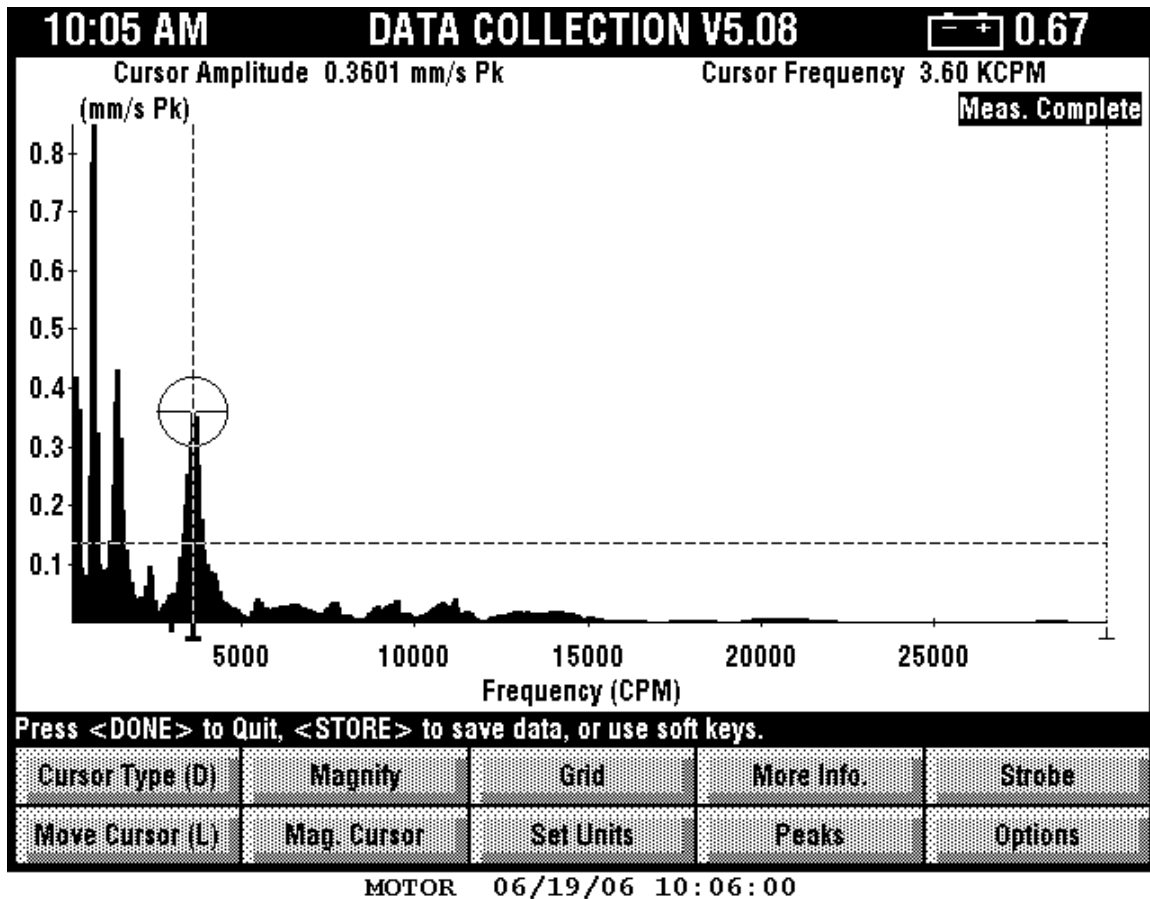 10:05 AM DATA COLLECTION V5.08 - + 0.67
Cursor Amplitude 0.3601 mm/s Pk Cursor Frequency 3.60 KCPM
(mm/s Pk) Meas. Complete
0.8
0.7
0.6
0.5
0.4
0.3
0.2
0.1
5000 10000 15000 20000 25000
Frequency (CPM)
Press <DONE> to Quit, <STORE> to save data, or use soft keys.
Cursor Type (D) Magnify Grid More Info. Strobe
Move Cursor (L) Mag. Cursor Set Units Peaks Options
MOTOR 06/19/06 10:06:00